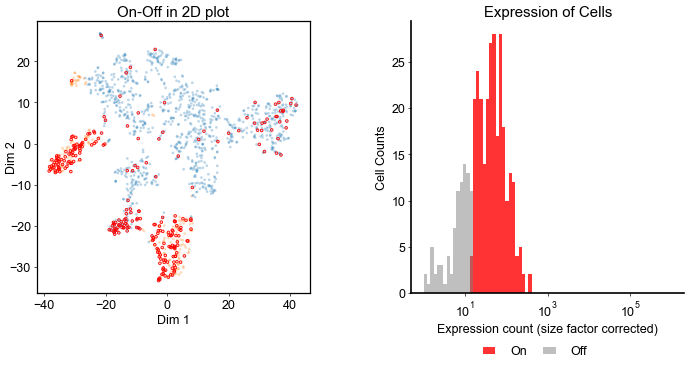 On-Off in 2D plot
Dim 2
20
10
0
−10
−20
−30
−40
−20
0
20
40
Dim 1
Expression of Cells
Cell Counts
25
20
15
10
5
0
10^1
10^3
10^5
Expression count (size factor corrected)
On
Off